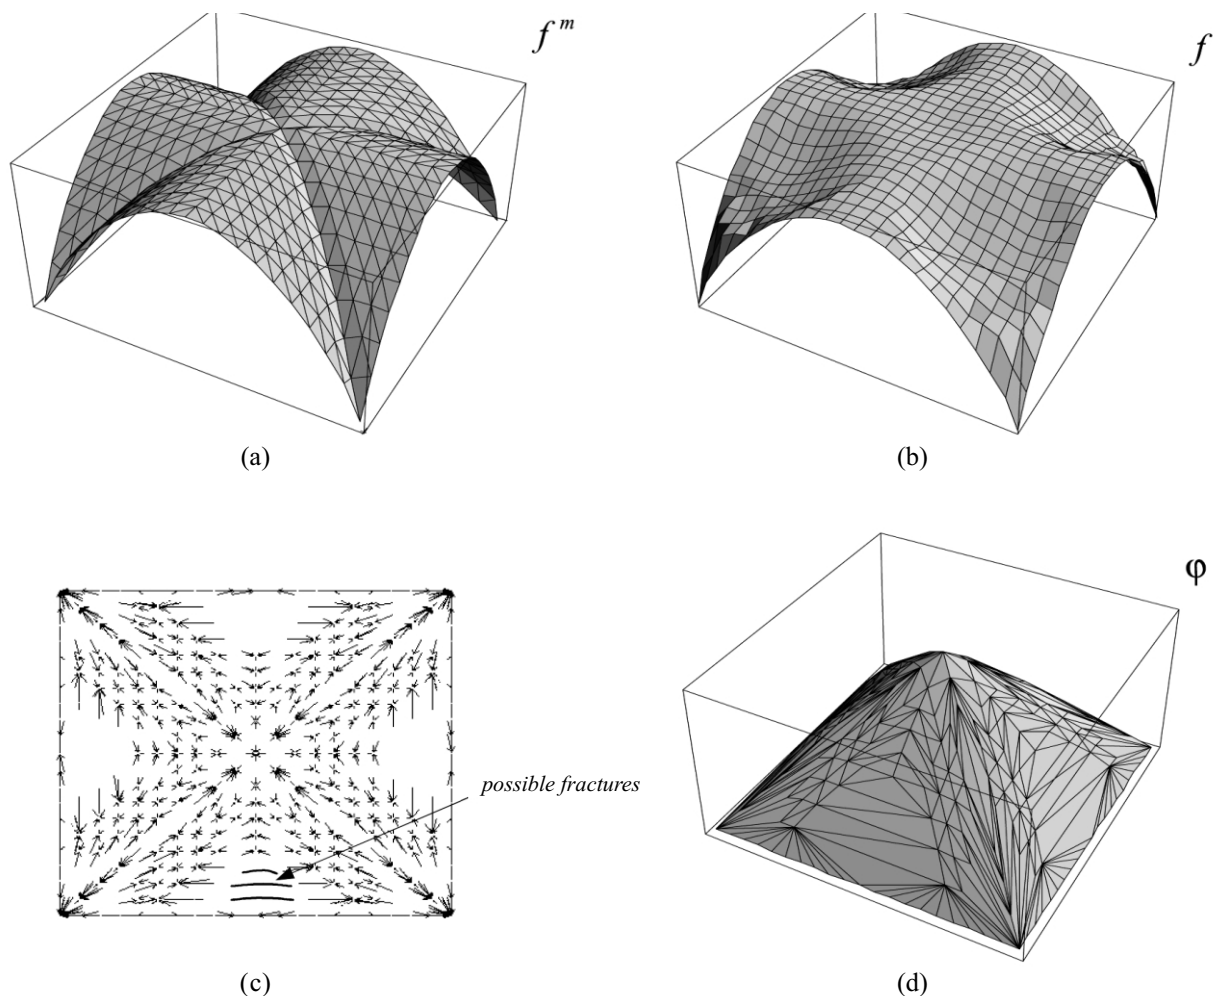 f m
f
(a)
(b)
φ
possible fractures
(c)
(d)